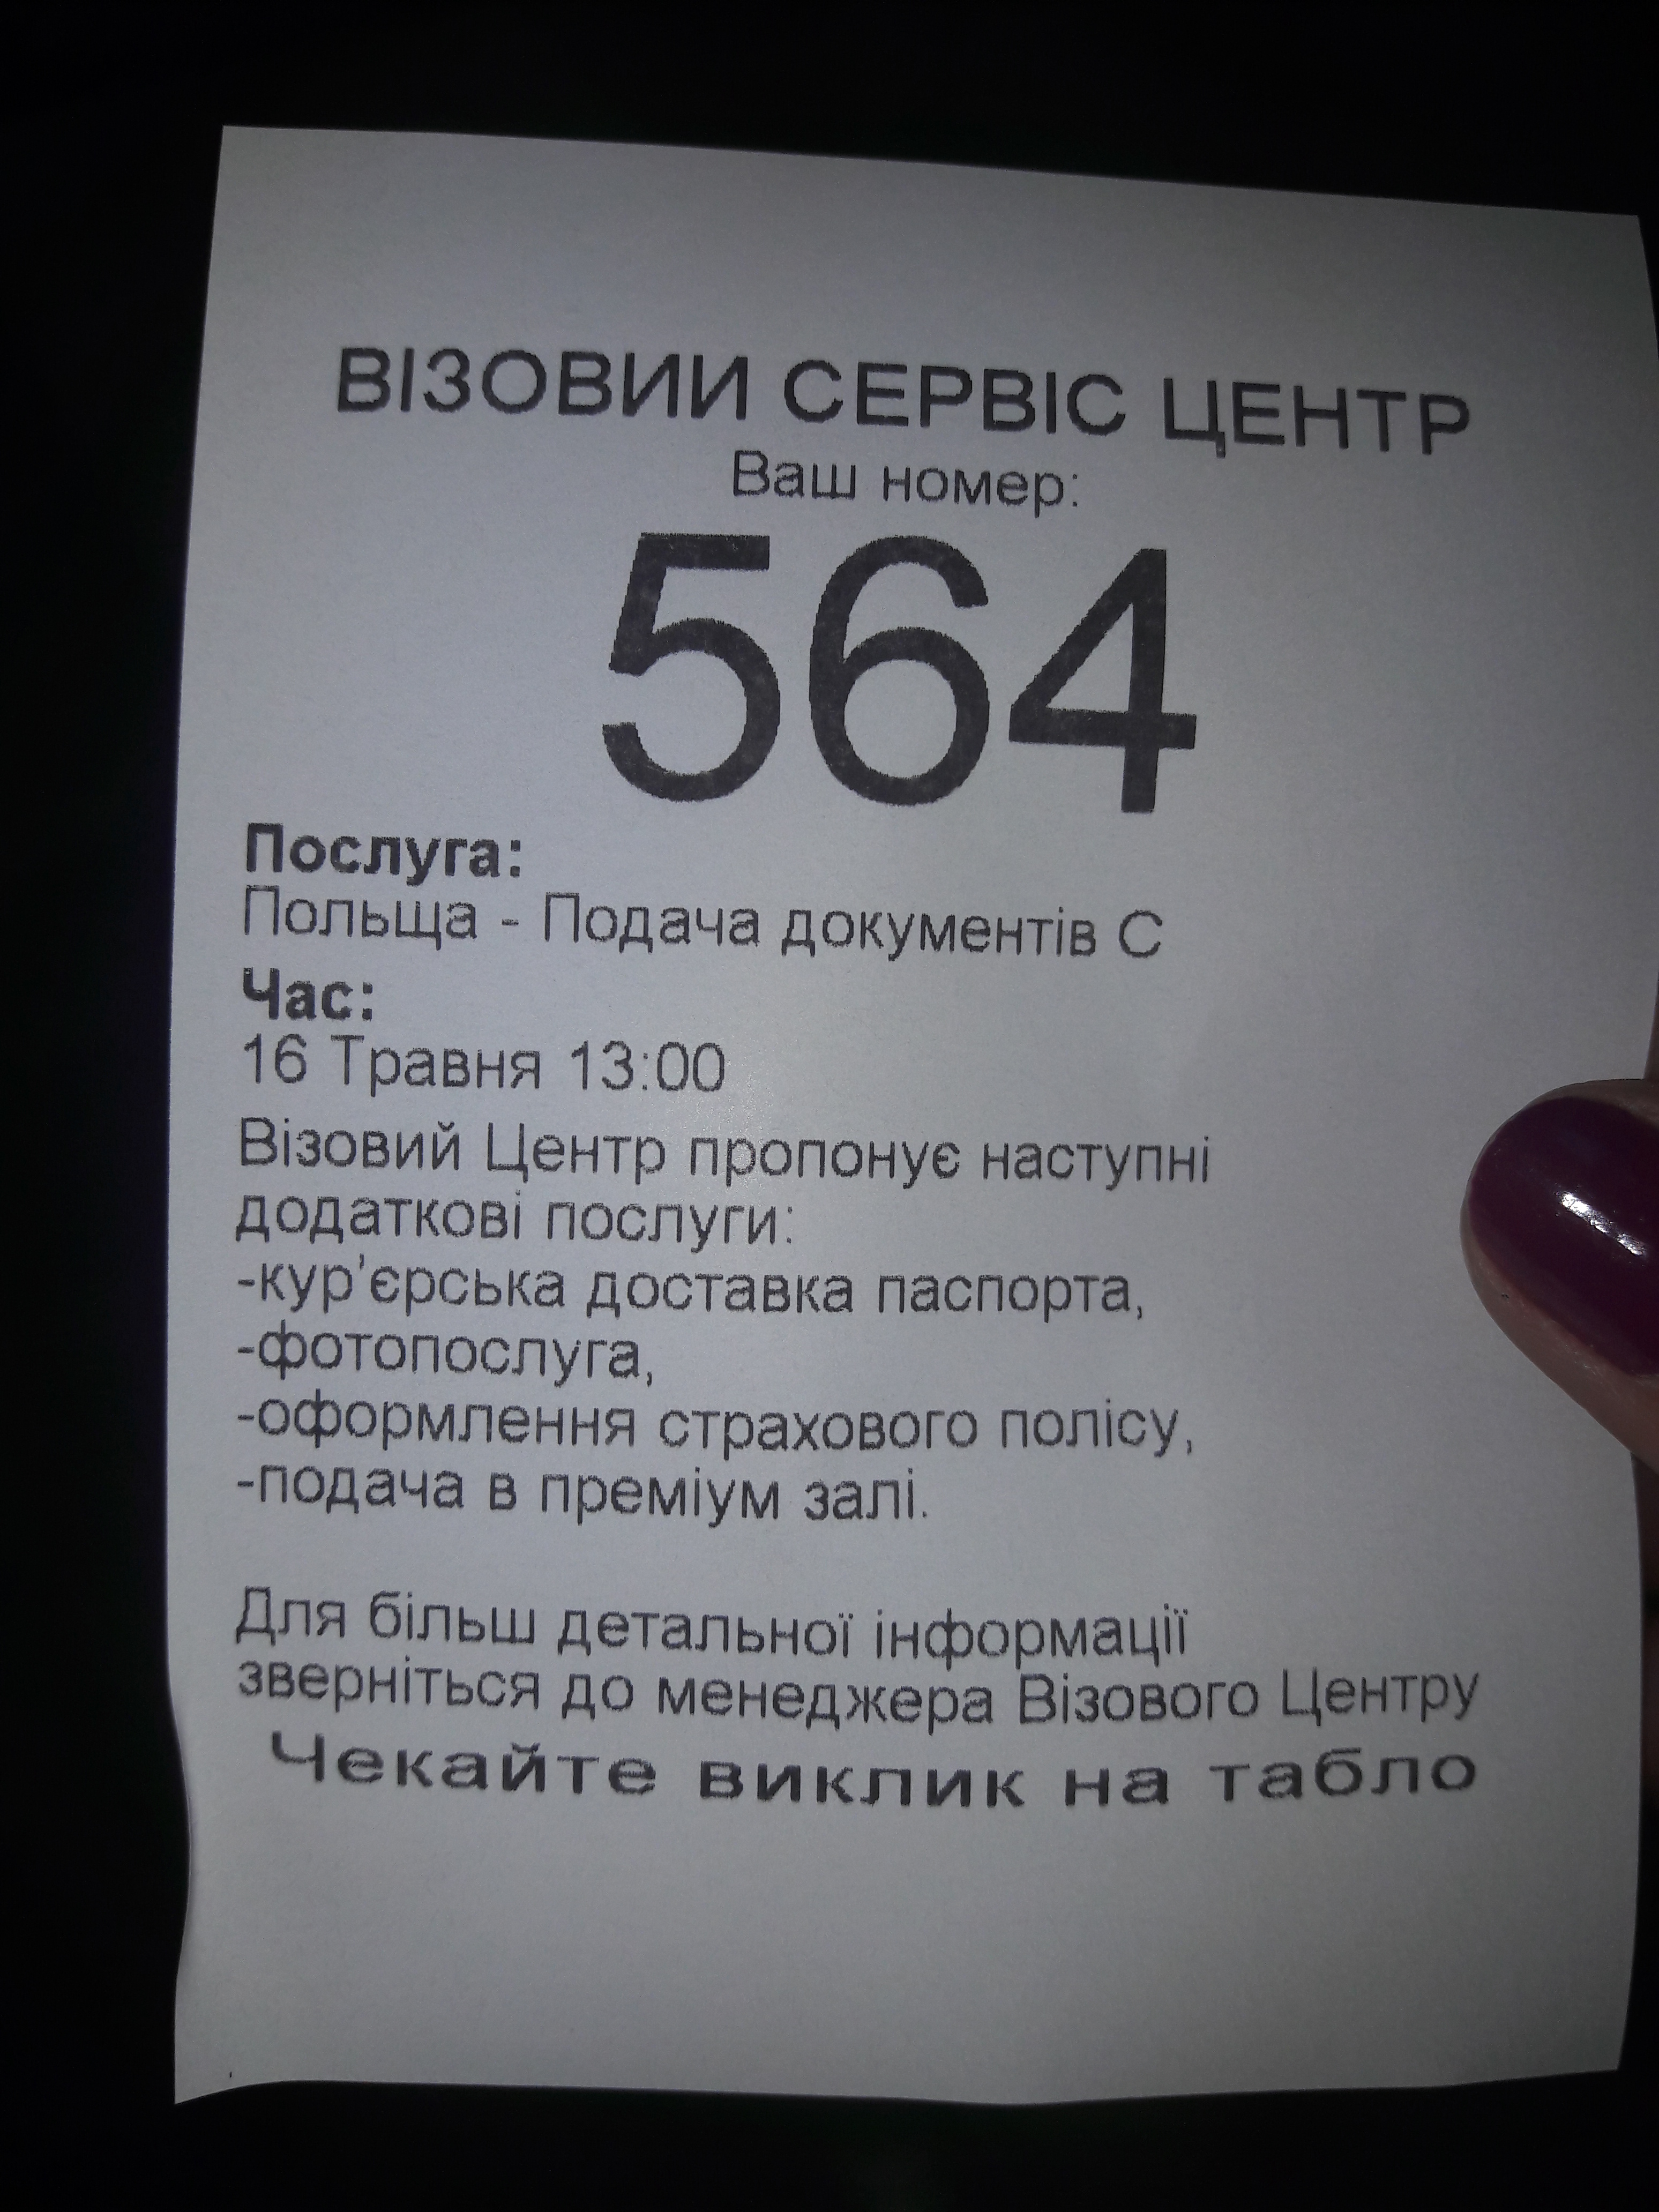 ВІЗОВИИ СЕРВІС ЦЕНТР
Ваш номер:
564
Послуга:
Польща - Подача документів С
Час:
16 Травня 13:00
Візовий Центр пропонує наступні
додаткові послуги:
-кур'єрська доставка паспорта,
-фотопослуга,
-оформлення страхового полісу,
-подача в преміум залі.
Для більш детальної інформації
зверніться до менеджера Візового Центру
Чекайте виклик на табло